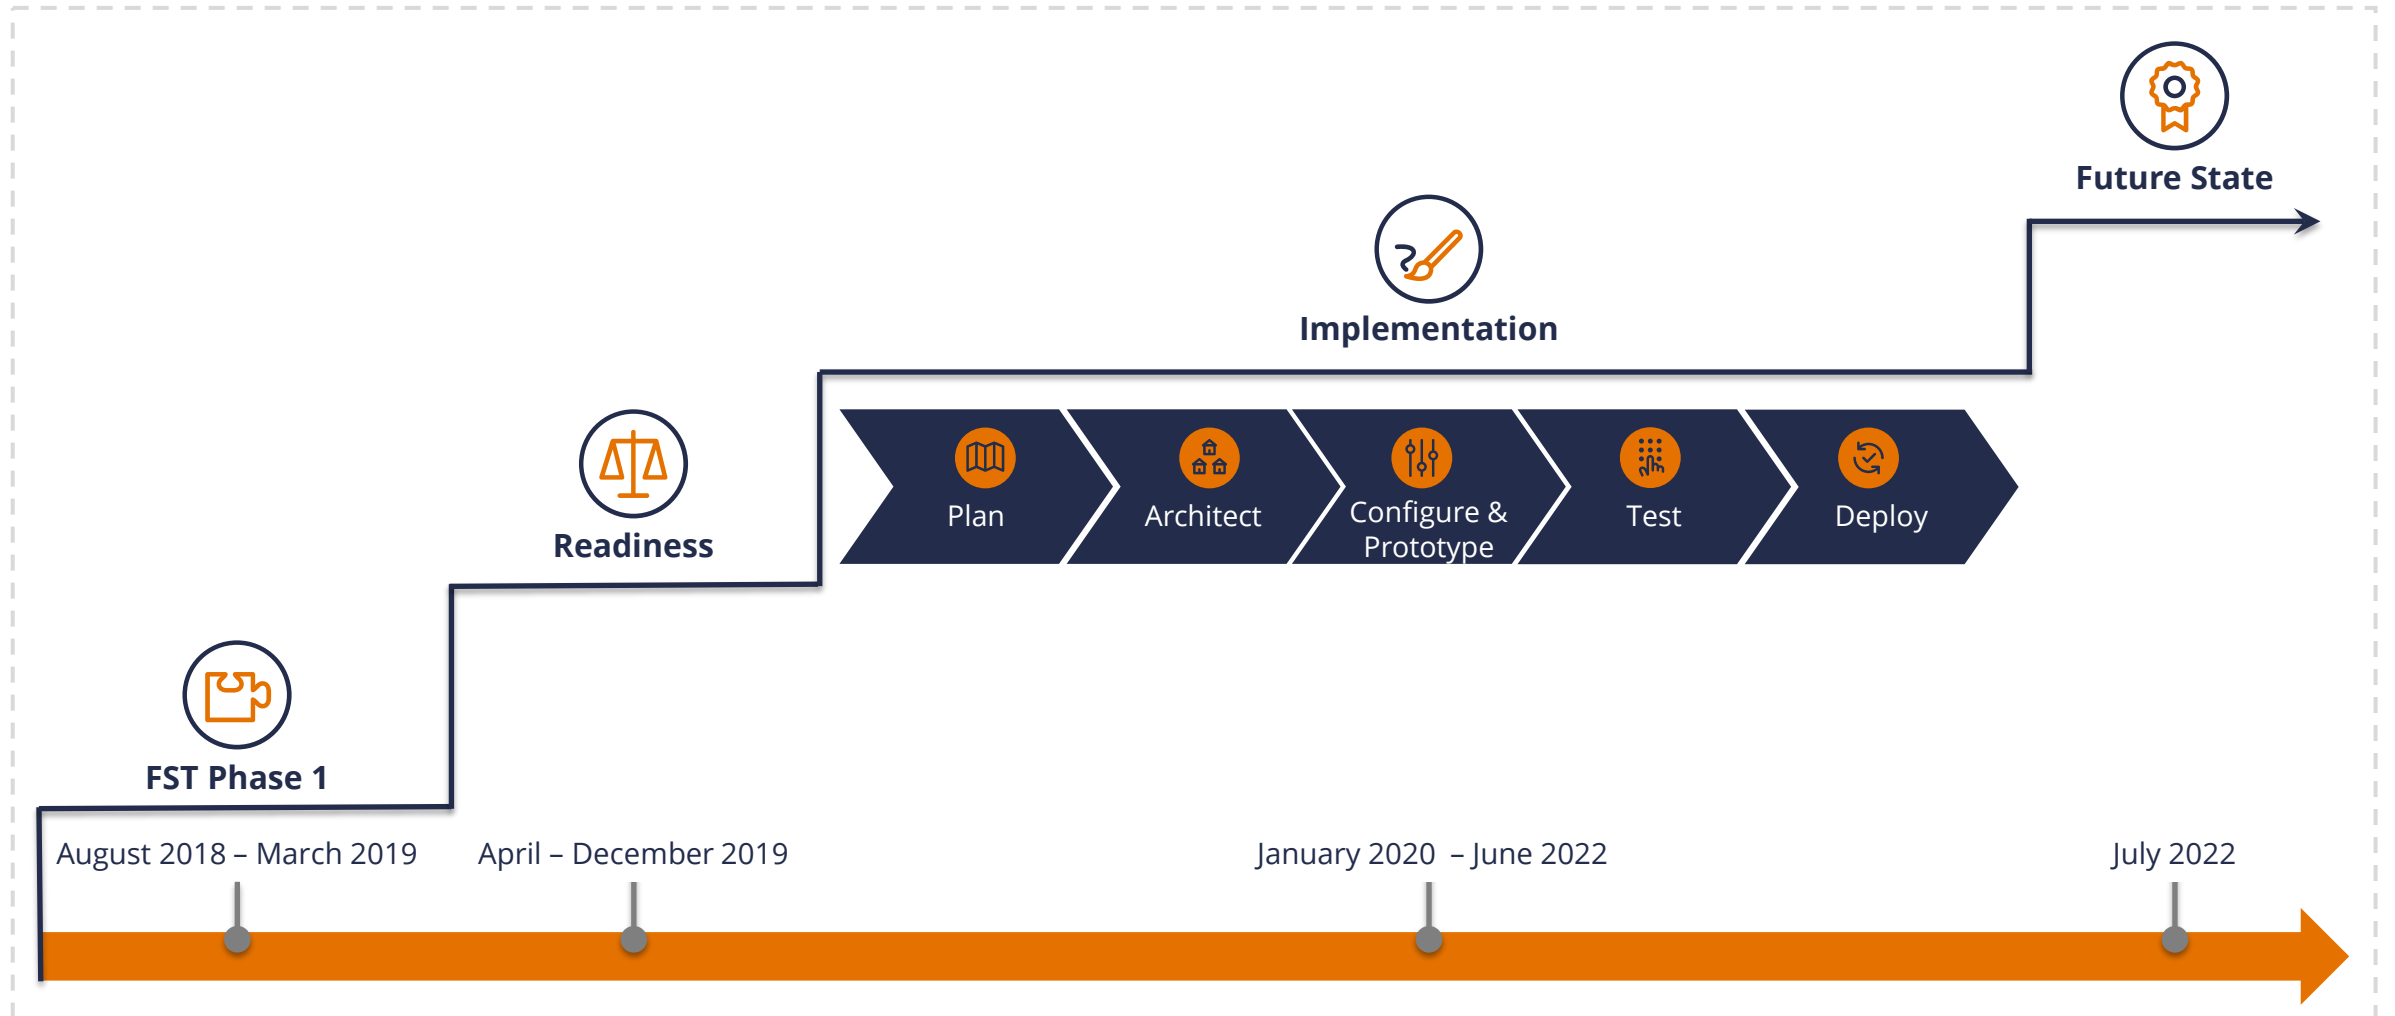 Future State
Implementation
Plan
Architect
Configure &
Prototype
Test
Deploy
Readiness
FST Phase 1
August 2018 – March 2019
April – December 2019
January 2020 – June 2022
July 2022